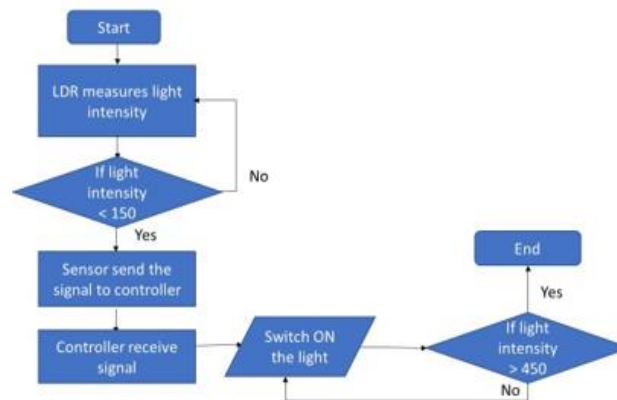 Start
LDR measures light
intensity
If light
intensity
< 150
No
Yes
Sensor send the
signal to controller
Controller receive
signal
Switch ON
the light
If light
intensity
> 450
Yes
No
End